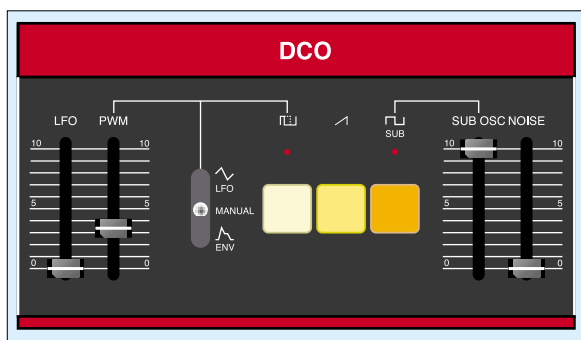 DCO
LFO PWM SUB OSC NOISE
SUB
10 10 10 10
LFO
5 5 MANUAL 5 5
ENV
0 0 0 0